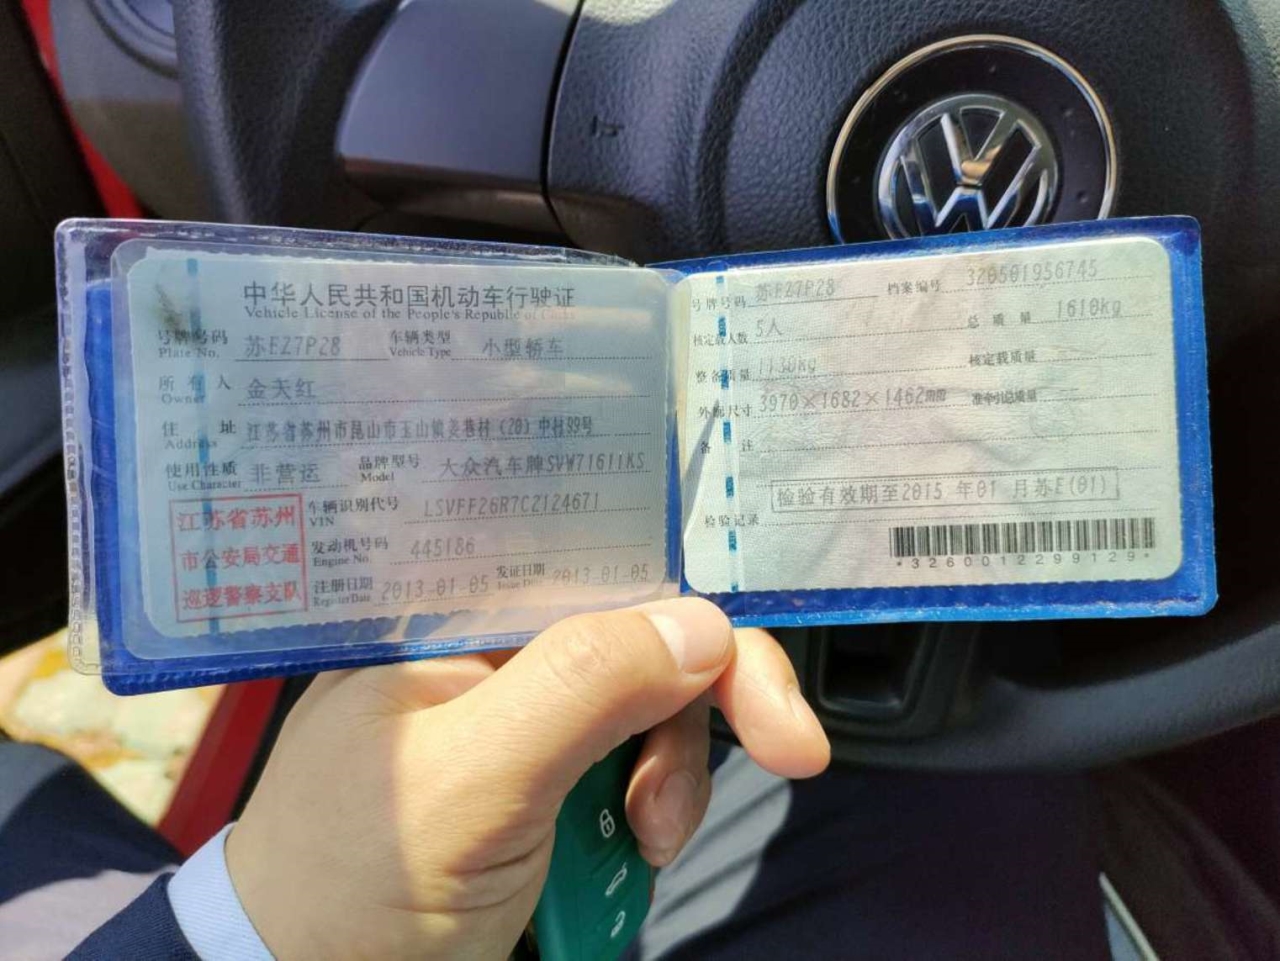 中华人民共和国机动车行驶证
Vehicle License of the People's Republic of China
号牌号码 苏EZ7P28 车辆类型 小型轿车
Plate No. Vehicle Type
所有人 金天红
Owner
住址 江苏省苏州市昆山市玉山镇姜巷村(20)中村99号
Address
使用性质 非营运 品牌型号 大众汽车牌SVW71611KS
Use Character Model
江苏省苏州
市公安局交通
巡逻警察支队
车辆识别代号 LSVFF26R7C2124671
VIN
发动机号码 445186
Engine No.
注册日期 2013-01-05 发证日期 2013-01-05
Register Date Issue Date
号牌号码 苏EZ7P28 档案编号 320501956745
核定载人数 5人 总质量 1610kg
整备质量 1130kg 核定载质量
外廓尺寸 3970×1682×1462mm 准牵引总质量
备注
检验有效期至2015年01月苏E(01)
检验记录
*3260012299129*